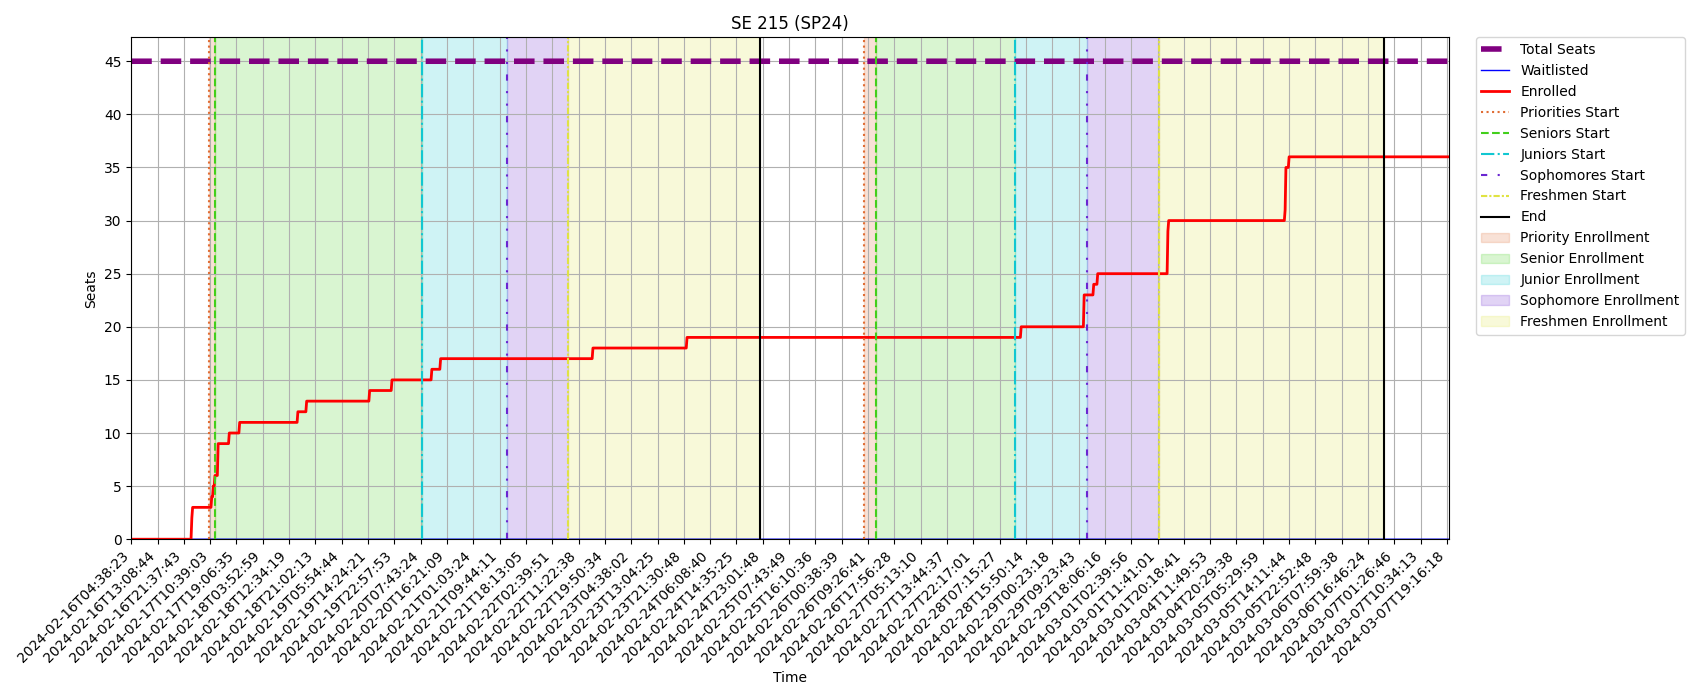 SE 215 (SP24)
Seats
45
40
35
30
25
20
15
10
5
0
2024-02-16T04:38:23
2024-02-16T13:08:44
2024-02-16T21:37:43
2024-02-17T10:39:03
2024-02-17T19:06:35
2024-02-18T03:52:59
2024-02-18T12:34:19
2024-02-18T21:02:13
2024-02-19T05:54:44
2024-02-19T14:24:21
2024-02-19T22:57:53
2024-02-20T07:43:24
2024-02-20T16:21:09
2024-02-21T01:03:24
2024-02-21T09:44:11
2024-02-21T18:13:05
2024-02-22T02:39:51
2024-02-22T11:22:38
2024-02-22T19:50:34
2024-02-23T04:38:02
2024-02-23T13:04:25
2024-02-23T21:30:48
2024-02-24T06:08:40
2024-02-24T14:35:25
2024-02-24T23:01:48
2024-02-25T07:43:49
2024-02-25T16:10:36
2024-02-26T00:38:39
2024-02-26T09:26:41
2024-02-26T17:56:28
2024-02-27T05:13:10
2024-02-27T13:44:37
2024-02-27T22:17:01
2024-02-28T07:15:27
2024-02-28T15:50:14
2024-02-29T00:23:18
2024-02-29T09:23:43
2024-02-29T18:06:16
2024-03-01T02:39:56
2024-03-01T11:41:01
2024-03-01T20:18:41
2024-03-04T11:49:53
2024-03-04T20:29:38
2024-03-05T05:29:59
2024-03-05T14:11:44
2024-03-05T22:52:48
2024-03-06T07:59:38
2024-03-06T16:46:24
2024-03-07T01:26:46
2024-03-07T10:34:13
2024-03-07T19:16:18
Time
Total Seats
Waitlisted
Enrolled
Priorities Start
Seniors Start
Juniors Start
Sophomores Start
Freshmen Start
End
Priority Enrollment
Senior Enrollment
Junior Enrollment
Sophomore Enrollment
Freshmen Enrollment